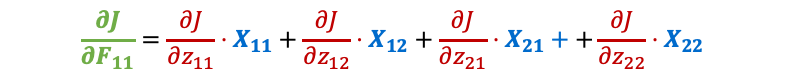 ∂J/∂F₁₁ = ∂J/∂z₁₁ · X₁₁ + ∂J/∂z₁₂ · X₁₂ + ∂J/∂z₂₁ · X₂₁ + + ∂J/∂z₂₂ · X₂₂